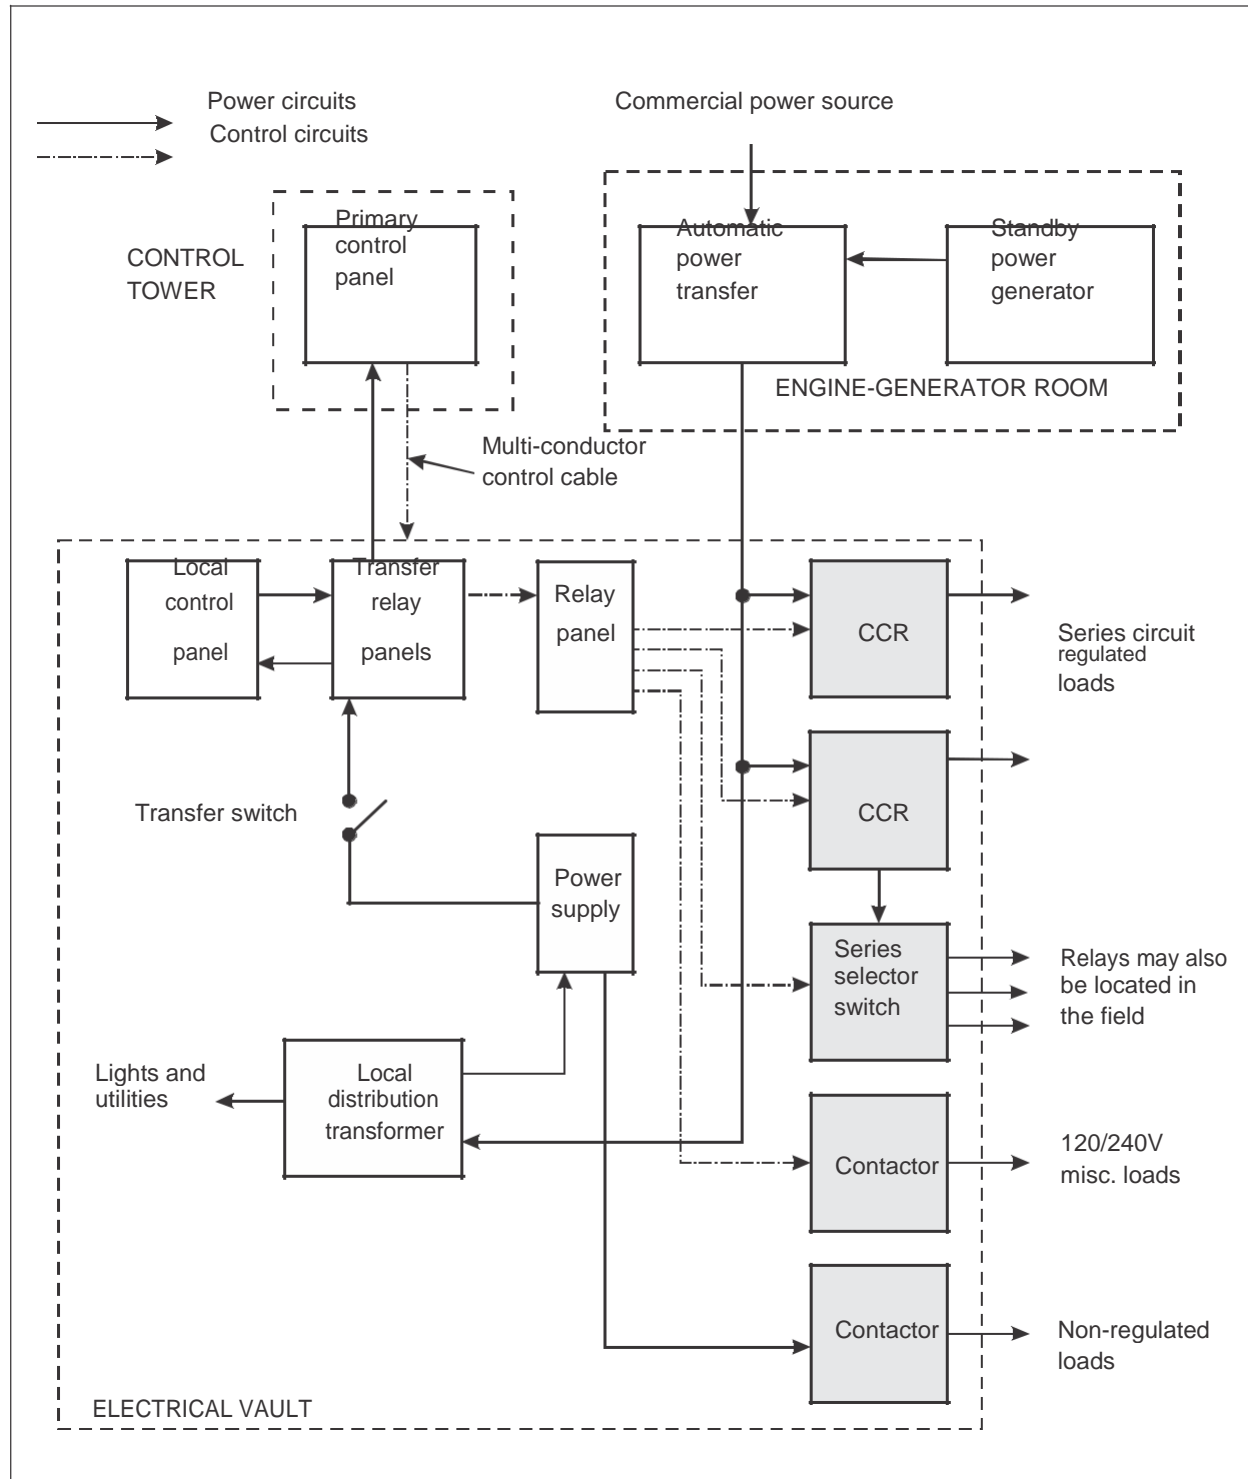 Power circuits
Control circuits
Commercial power source
CONTROL
TOWER
Primary
control
panel
Automatic
power
transfer
Standby
power
generator
ENGINE-GENERATOR ROOM
Multi-conductor
control cable
Local
control
panel
Transfer
relay
panels
Relay
panel
CCR
Series circuit
regulated
loads
CCR
Transfer switch
Power
supply
Series
selector
switch
Relays may also
be located in
the field
Lights and
utilities
Local
distribution
transformer
Contactor
120/240V
misc. loads
Contactor
Non-regulated
loads
ELECTRICAL VAULT